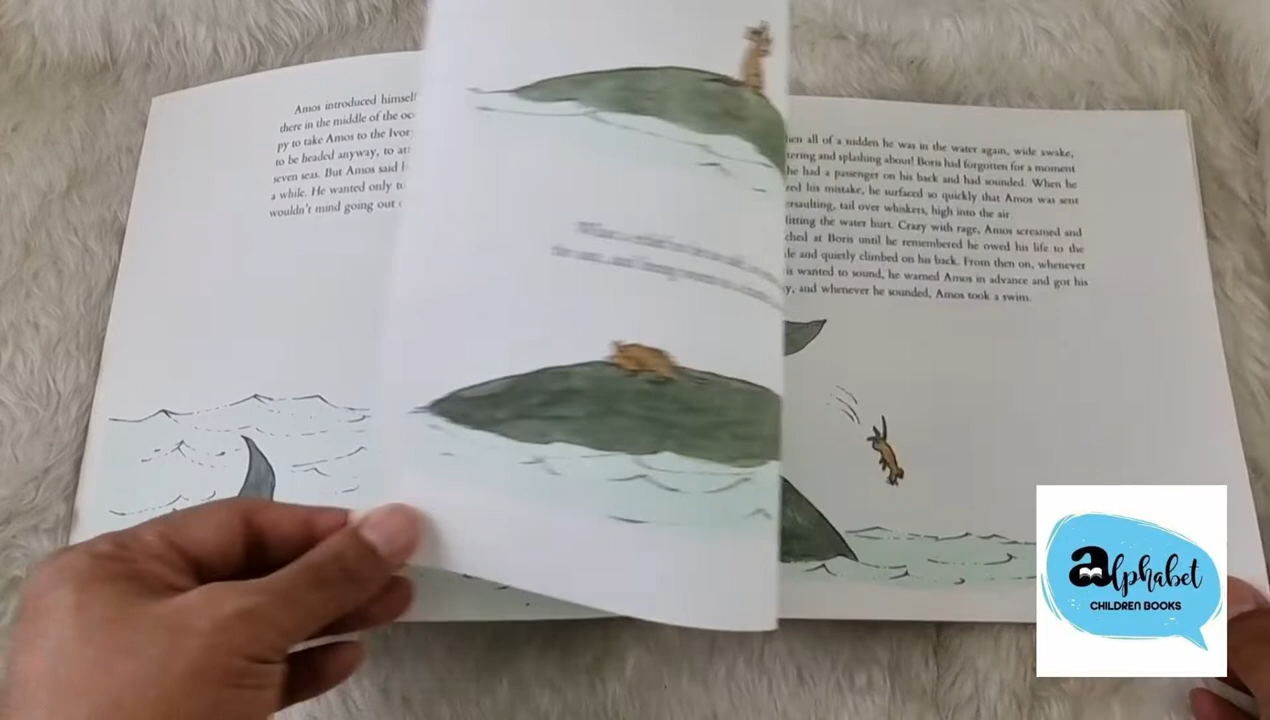 Amos introduced himself
there in the middle of the oc
py to take Amos to the Ivor
to be headed anyway, to at
seven seas. But Amos said
a while. He wanted only to
wouldn't mind going out
all of a sudden he was in the water again, wide awake,
tering and splashing about! Boris had forgotten for a moment
he had a passenger on his back and had sounded. When he
zed his mistake, he surfaced so quickly that Amos was sent
ersaulting, tail over whiskers, high into the air
itting the water hurt. Crazy with rage, Amos screamed and
ched at Boris until he remembered he owed his life to the
le and quietly climbed on his back. From then on, whenever
is wanted to sound, he warned Amos in advance and got his
y, and whenever he sounded, Amos took a swim.
alphabet
CHILDREN BOOKS